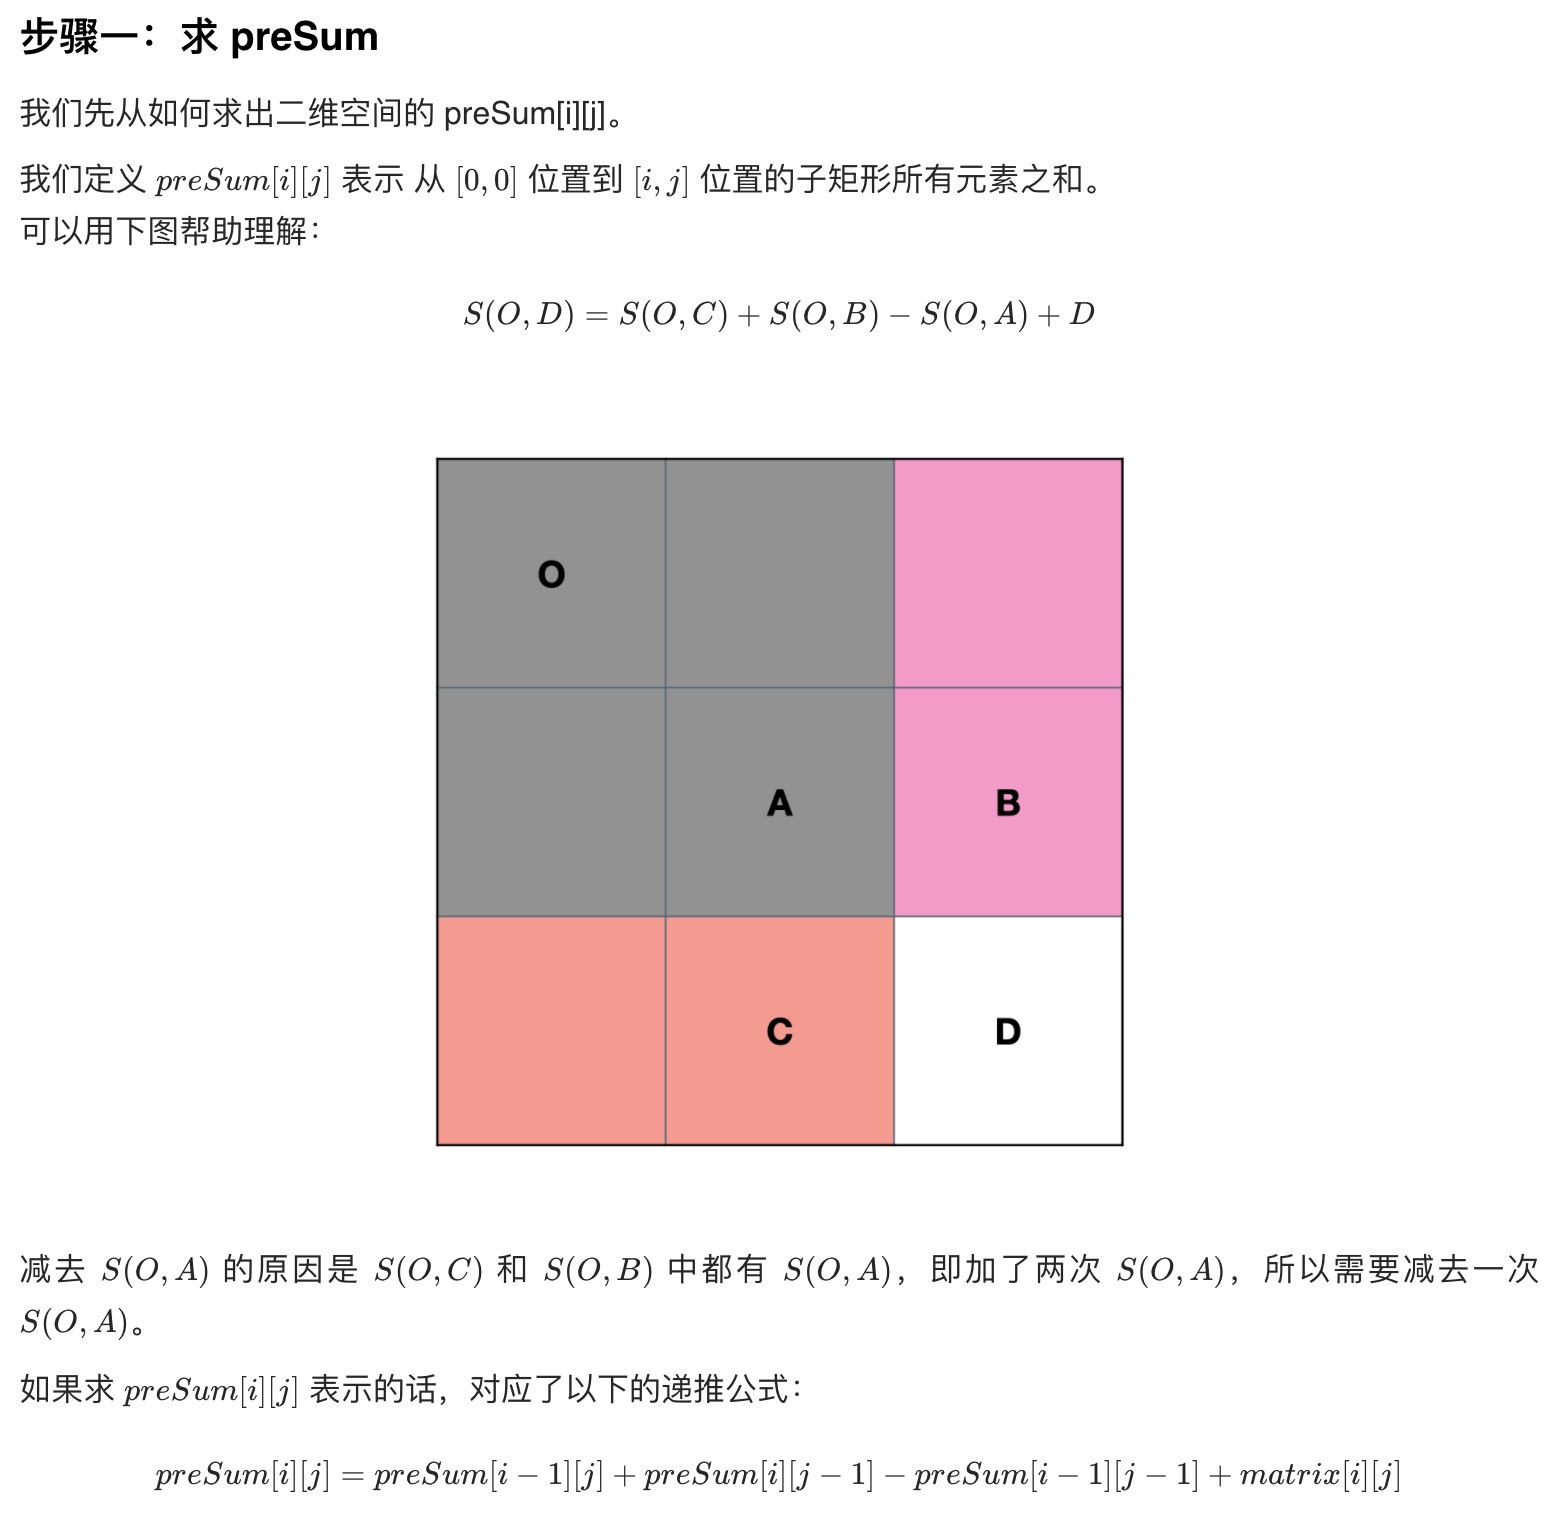 步骤一：求 preSum
我们先从如何求出二维空间的 preSum[i][j]。
我们定义 preSum[i][j] 表示 从 [0, 0] 位置到 [i, j] 位置的子矩形所有元素之和。
可以用下图帮助理解：
S(O, D) = S(O, C) + S(O, B) − S(O, A) + D
O
A B
C D
减去 S(O, A) 的原因是 S(O, C) 和 S(O, B) 中都有 S(O, A)，即加了两次 S(O, A)，所以需要减去一次
S(O, A)。
如果求 preSum[i][j] 表示的话，对应了以下的递推公式：
preSum[i][j] = preSum[i − 1][j] + preSum[i][j − 1] − preSum[i − 1][j − 1] + matrix[i][j]